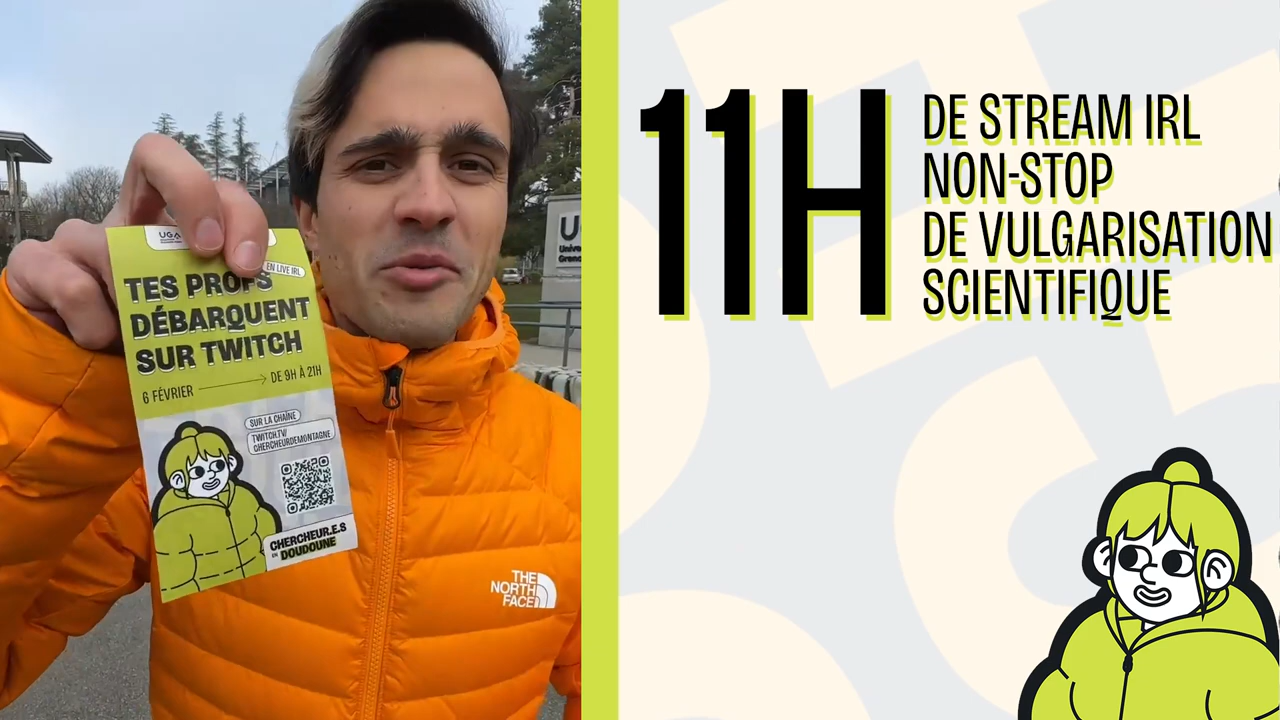 UGA
EN LIVE IRL
TES PROFS
DÉBARQUENT
SUR TWITCH
6 FÉVRIER
DE 9H À 21H
SUR LA CHAÎNE
TWITCH.TV/
CHERCHEURDEMONTAGNE
CHERCHEUR.E.S
EN DOUDOUNE
THE
NORTH
FACE
11H
DE STREAM IRL
NON-STOP
DE VULGARISATION
SCIENTIFIQUE